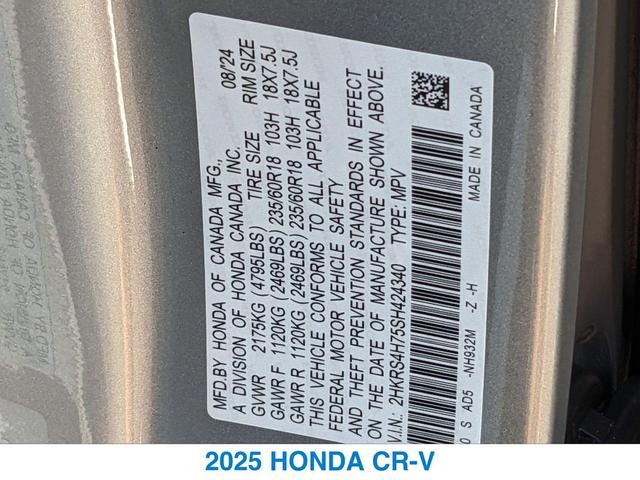 MFD.BY HONDA OF CANADA MFG., 08/'24
A DIVISION OF HONDA CANADA INC.
GVWR 2175KG (4795LBS) TIRE SIZE RIM SIZE
GAWR F 1120KG (2469LBS) 235/60R18 103H 18X7.5J
GAWR R 1120KG (2469LBS) 235/60R18 103H 18X7.5J
THIS VEHICLE CONFORMS TO ALL APPLICABLE
FEDERAL MOTOR VEHICLE SAFETY
AND THEFT PREVENTION STANDARDS IN EFFECT
ON THE DATE OF MANUFACTURE SHOWN ABOVE.
V.I.N.: 2HKRS4H75SH424340 TYPE: MPV
0 S AD5 -NH932M -Z -H MADE IN CANADA
2025 HONDA CR-V